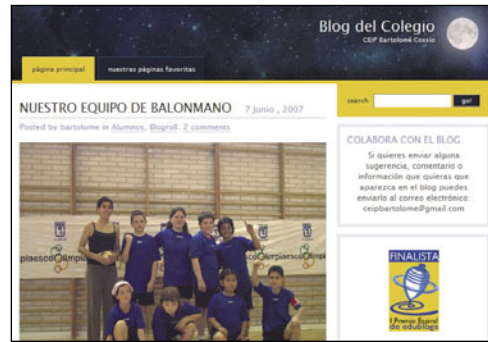 Blog del Colegio
CEIP Bartolomé Cossío
página principal
nuestras páginas favoritas
NUESTRO EQUIPO DE BALONMANO 7 Junio , 2007
Posted by bartolome in Alumnos, Blogroll. 2 comments
search
go!
COLABORA CON EL BLOG
Si quieres enviar alguna
sugerencia, comentario o
información que quieras que
aparezca en el blog puedes
enviarlo al correo electrónico:
ceipbartolome@gmail.com
FINALISTA
I Premio Espiral
de edublogs